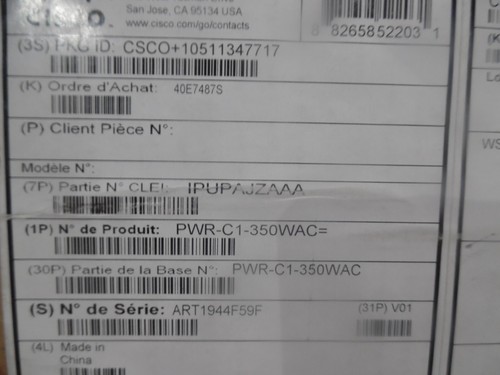 San Jose, CA 95134 USA
Cisco. www.cisco.com/go/contacts
8 8265852203 1
(3S) PKG ID: CSCO+10511347717
(K) Ordre d'Achat: 40E7487S
(P) Client Pièce N°:
Modèle N°:
(7P) Partie N° CLEI: IPUPAJZAAA
(1P) N° de Produit: PWR-C1-350WAC=
(30P) Partie de la Base N°: PWR-C1-350WAC
(S) N° de Série: ART1944F59F (31P) V01
(4L) Made in
China
WS